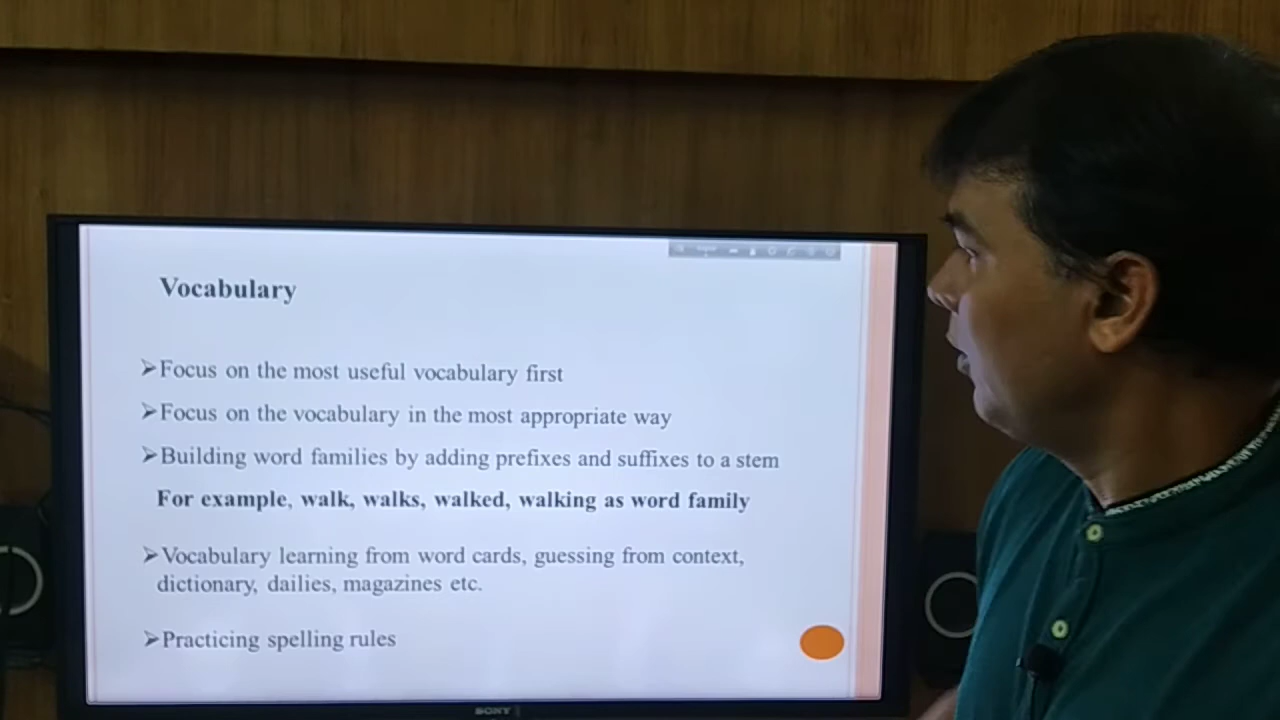 Vocabulary
➢Focus on the most useful vocabulary first
➢Focus on the vocabulary in the most appropriate way
➢Building word families by adding prefixes and suffixes to a stem
For example, walk, walks, walked, walking as word family
➢Vocabulary learning from word cards, guessing from context,
dictionary, dailies, magazines etc.
➢Practicing spelling rules
SONY